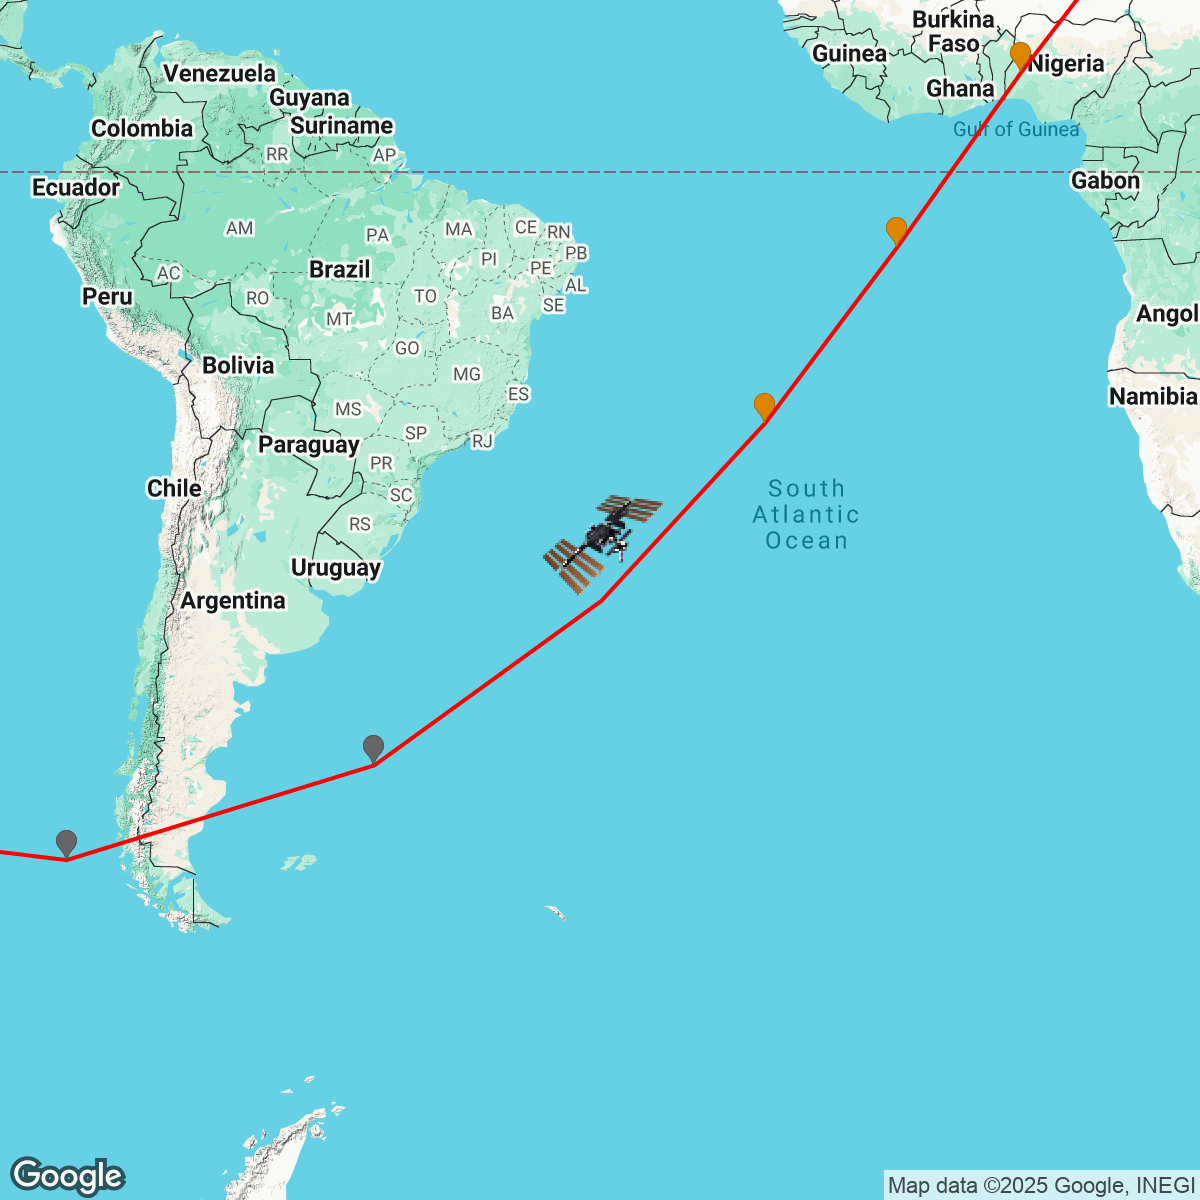 Burkina
Faso
Guinea
Nigeria
Venezuela
Ghana
Guyana
Colombia
Suriname
Gulf of Guinea
RR
AP
Ecuador
Gabon
AM
PA
MA
CE
RN
PB
PI
PE
AC
Brazil
AL
Peru
RO
TO
SE
MT
BA
Angol
GO
Bolivia
MG
ES
Namibia
MS
SP
RJ
Paraguay
PR
Chile
SC
South
Atlantic
Ocean
RS
Uruguay
Argentina
Google
Map data ©2025 Google, INEGI